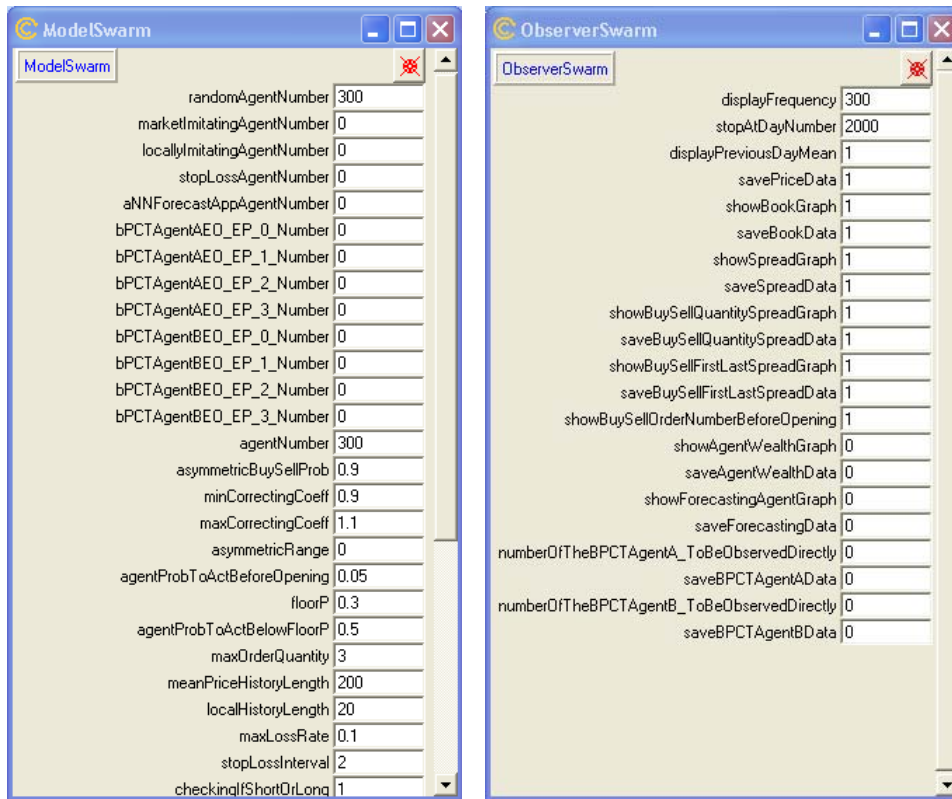 ModelSwarm
ModelSwarm
randomAgentNumber 300
marketImitatingAgentNumber 0
locallyImitatingAgentNumber 0
stopLossAgentNumber 0
aNNForecastAppAgentNumber 0
bPCTAgentAEO_EP_0_Number 0
bPCTAgentAEO_EP_1_Number 0
bPCTAgentAEO_EP_2_Number 0
bPCTAgentAEO_EP_3_Number 0
bPCTAgentBEO_EP_0_Number 0
bPCTAgentBEO_EP_1_Number 0
bPCTAgentBEO_EP_2_Number 0
bPCTAgentBEO_EP_3_Number 0
agentNumber 300
asymmetricBuySellProb 0.9
minCorrectingCoeff 0.9
maxCorrectingCoeff 1.1
asymmetricRange 0
agentProbToActBeforeOpening 0.05
floorP 0.3
agentProbToActBelowFloorP 0.5
maxOrderQuantity 3
meanPriceHistoryLength 200
localHistoryLength 20
maxLossRate 0.1
stopLossInterval 2
checkingIfShortOrLong 1
ObserverSwarm
ObserverSwarm
displayFrequency 300
stopAtDayNumber 2000
displayPreviousDayMean 1
savePriceData 1
showBookGraph 1
saveBookData 1
showSpreadGraph 1
saveSpreadData 1
showBuySellQuantitySpreadGraph 1
saveBuySellQuantitySpreadData 1
showBuySellFirstLastSpreadGraph 1
saveBuySellFirstLastSpreadData 1
showBuySellOrderNumberBeforeOpening 1
showAgentWealthGraph 0
saveAgentWealthData 0
showForecastingAgentGraph 0
saveForecastingData 0
numberOfTheBPCTAgentA_ToBeObservedDirectly 0
saveBPCTAgentAData 0
numberOfTheBPCTAgentB_ToBeObservedDirectly 0
saveBPCTAgentBData 0